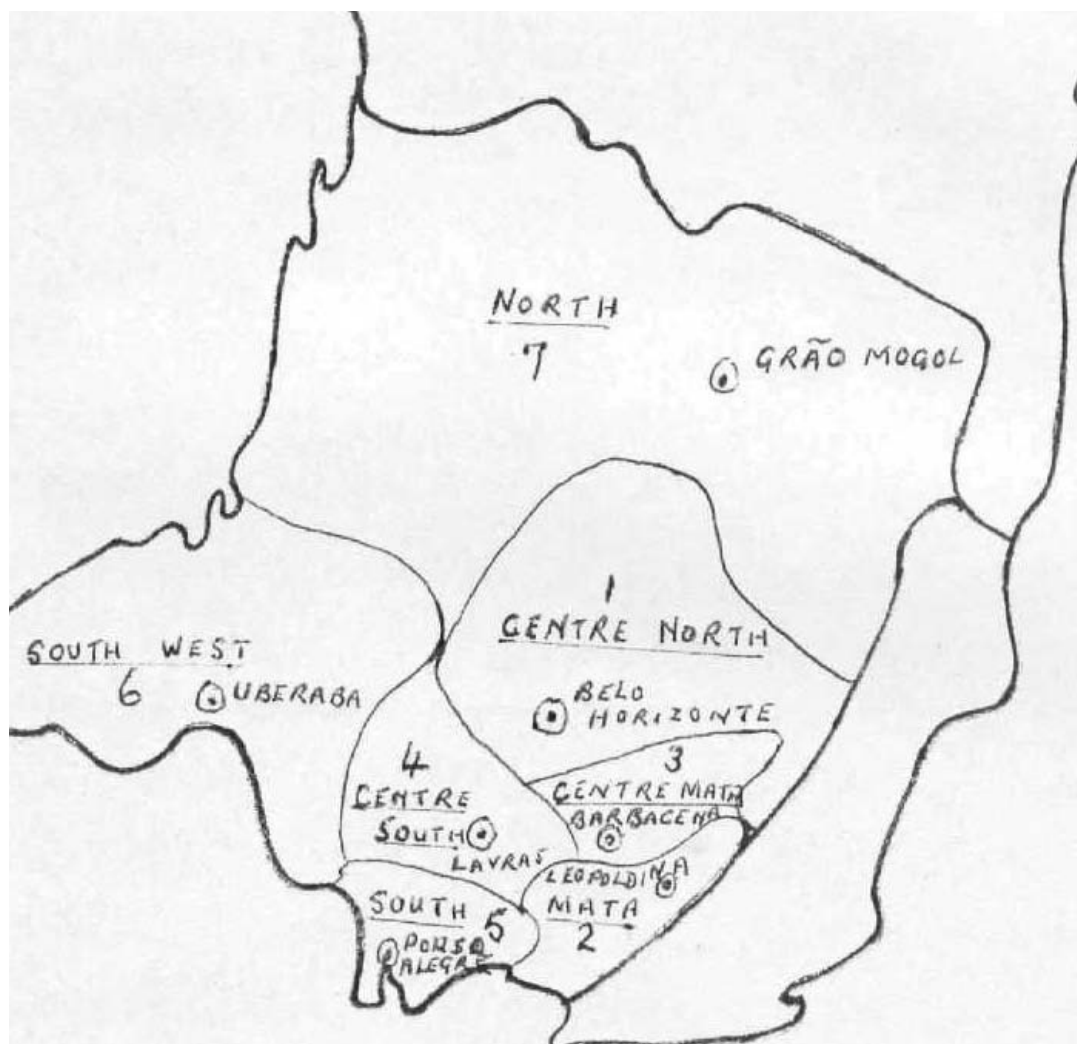 NORTH
7
GRÃO MOGOL
1
CENTRE NORTH
SOUTH WEST
6
UBERABA
BELO
HORIZONTE
4
CENTRE
SOUTH
LAVRAS
3
CENTRE MATA
BARBACENA
LEOPOLDINA
MATA
2
SOUTH
5
POUSO
ALEGRE